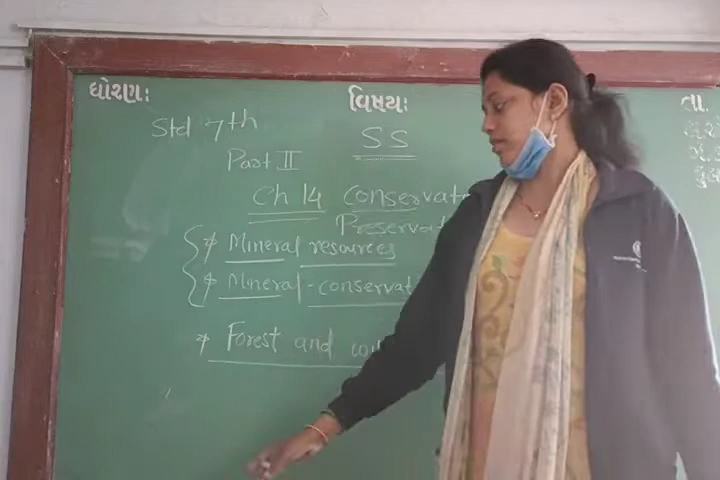 ધોરણ: વિષય: તા.
Std 7th SS
Part II
Ch 14 Conservat
Preservat
* Mineral resources
* Mineral - conservat
* Forest and